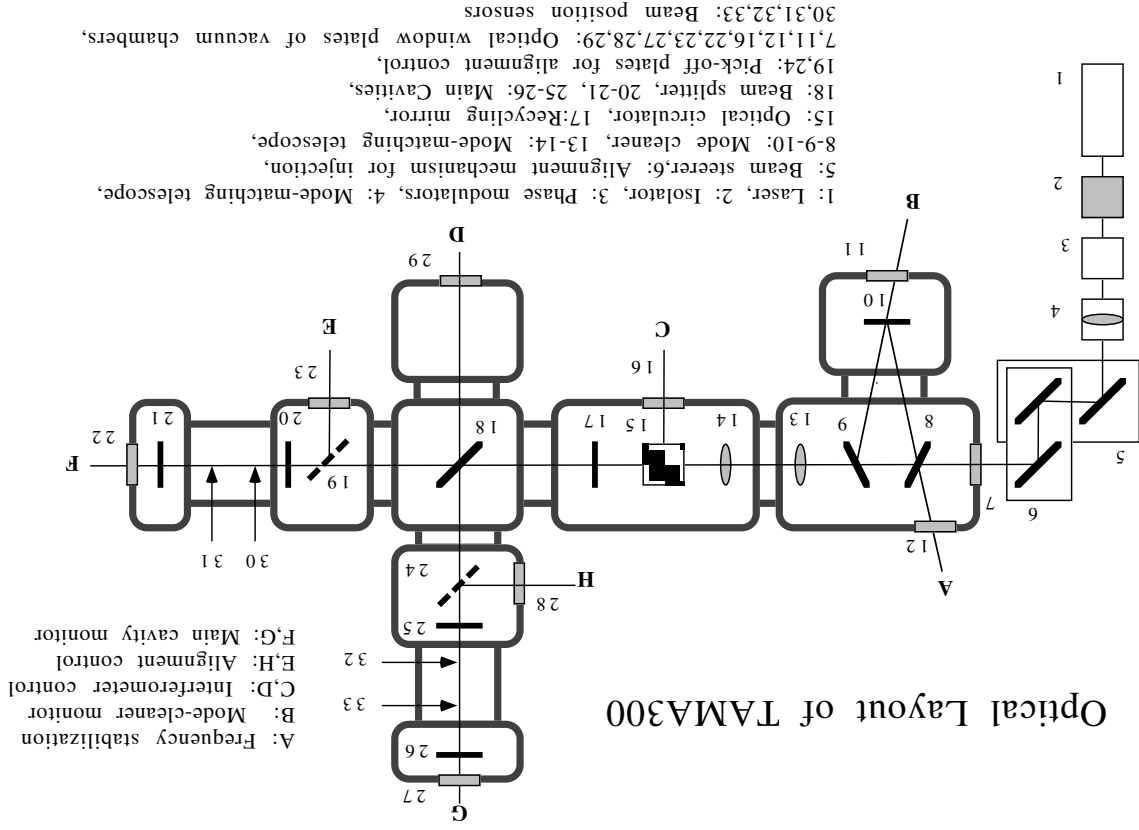 G
27
26
Optical Layout of TAMA300
A: Frequency stabilization
B: Mode-cleaner monitor
C,D: Interferometer control
E,H: Alignment control
F,G: Main cavity monitor
33
32
25
A
28
H
24
12
30
31
6
7
5
19
F
8
9
13
14
15
17
18
20
21
22
16
23
C
E
4
10
11
29
3
B
D
2
1
1: Laser, 2: Isolator, 3: Phase modulators, 4: Mode-matching telescope,
5: Beam steerer,6: Alignment mechanism for injection,
8-9-10: Mode cleaner, 13-14: Mode-matching telescope,
15: Optical circulator, 17:Recycling mirror,
18: Beam splitter, 20-21, 25-26: Main Cavities,
19,24: Pick-off plates for alignment control,
7,11,12,16,22,23,27,28,29: Optical window plates of vacuum chambers,
30,31,32,33: Beam position sensors